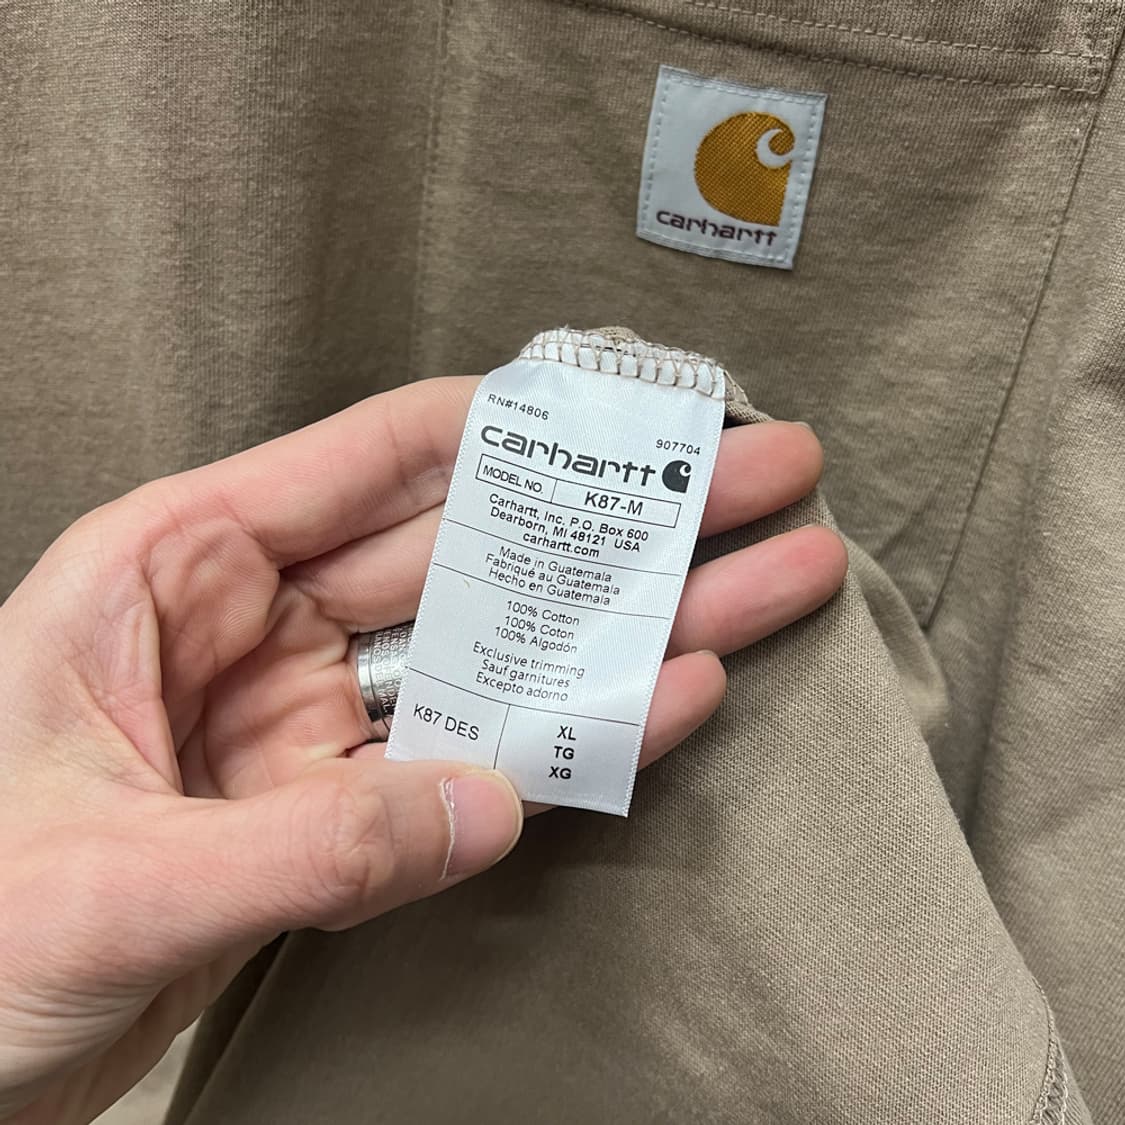 carhartt
RN#14806
907704
carhartt
MODEL NO. K87-M
Carhartt, Inc. P.O. Box 600
Dearborn, MI 48121 USA
carhartt.com
Made in Guatemala
Fabriqué au Guatemala
Hecho en Guatemala
100% Cotton
100% Coton
100% Algodón
Exclusive trimming
Sauf garnitures
Excepto adorno
K87 DES
XL
TG
XG